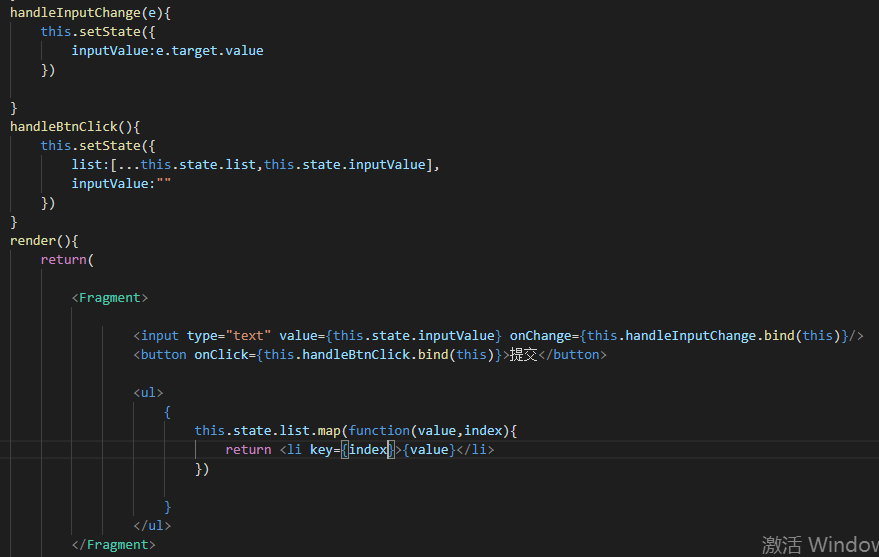 handleInputChange(e){
this.setState({
inputValue:e.target.value
})
}
handleBtnClick(){
this.setState({
list:[...this.state.list,this.state.inputValue],
inputValue:""
})
}
render(){
return(
<Fragment>
<input type="text" value={this.state.inputValue} onChange={this.handleInputChange.bind(this)}/>
<button onClick={this.handleBtnClick.bind(this)}>提交</button>
<ul>
{
this.state.list.map(function(value,index){
return <li key={index}>{value}</li>
})
}
</ul>
</Fragment>
激活 Window